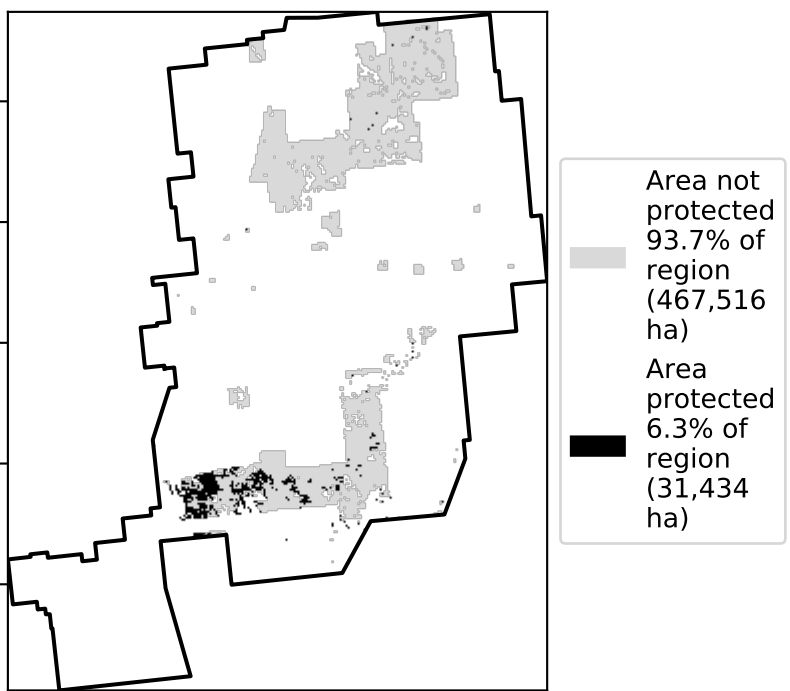 Area not
protected
93.7% of
region
(467,516
ha)
Area
protected
6.3% of
region
(31,434
ha)